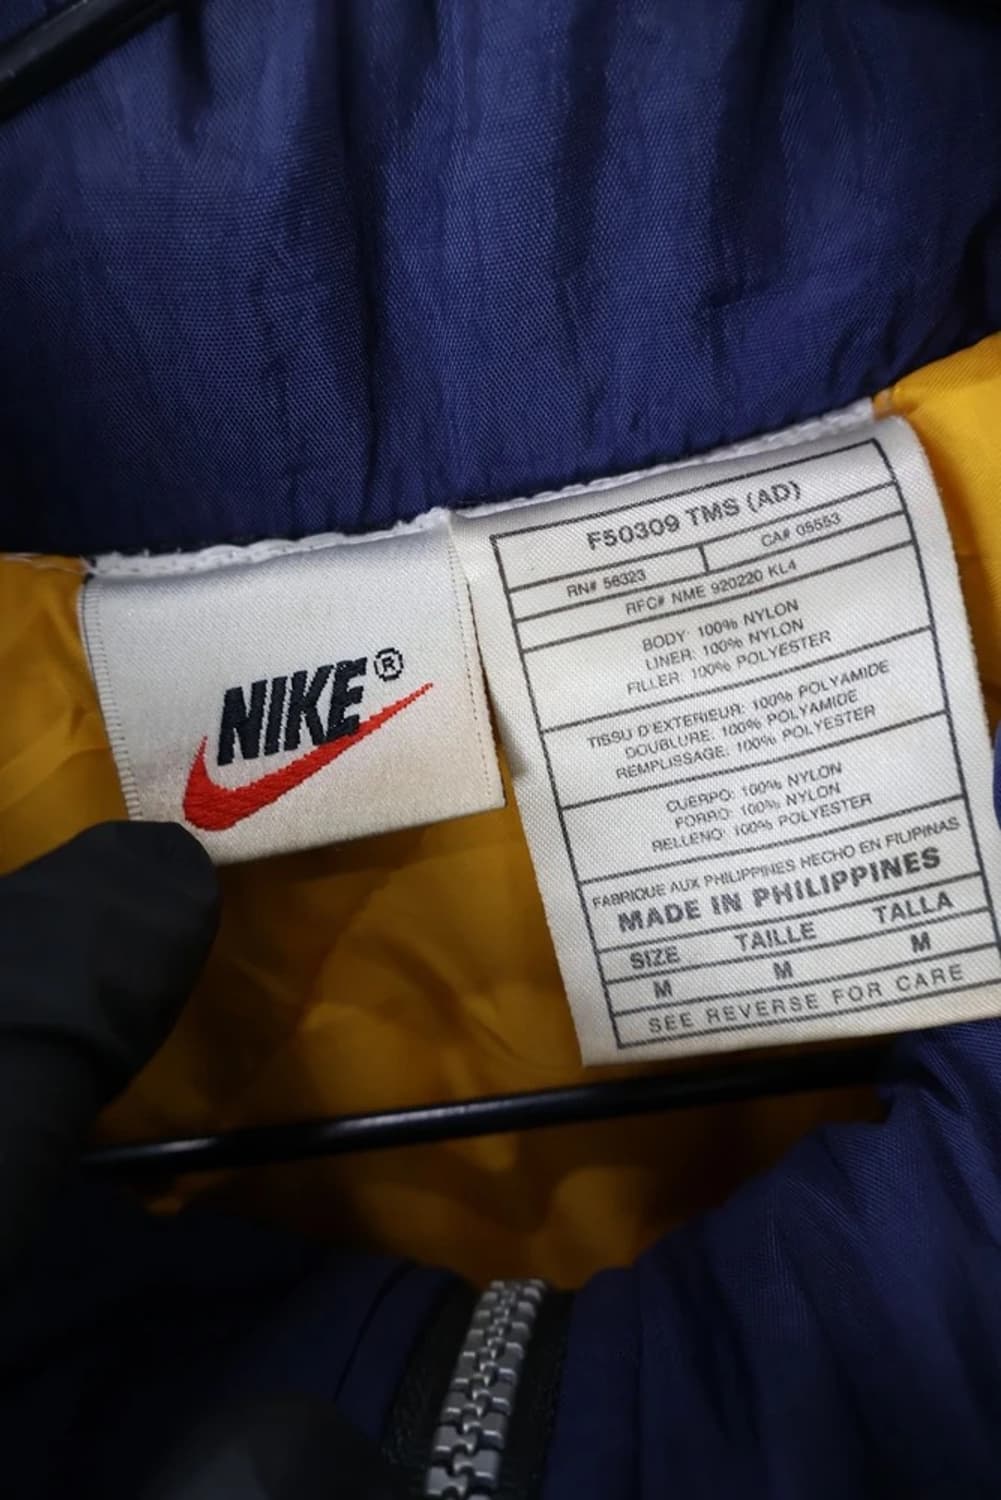 NIKE®
F50309 TMS (AD)
RN# 56323 CA# 05553
RFC# NME 920220 KL4
BODY: 100% NYLON
LINER: 100% NYLON
FILLER: 100% POLYESTER
TISSU D'EXTERIEUR: 100% POLYAMIDE
DOUBLURE: 100% POLYAMIDE
REMPLISSAGE: 100% POLYESTER
CUERPO: 100% NYLON
FORRO: 100% NYLON
RELLENO: 100% POLYESTER
FABRIQUE AUX PHILIPPINES HECHO EN FILIPINAS
MADE IN PHILIPPINES
SIZE TAILLE TALLA
M M M
SEE REVERSE FOR CARE